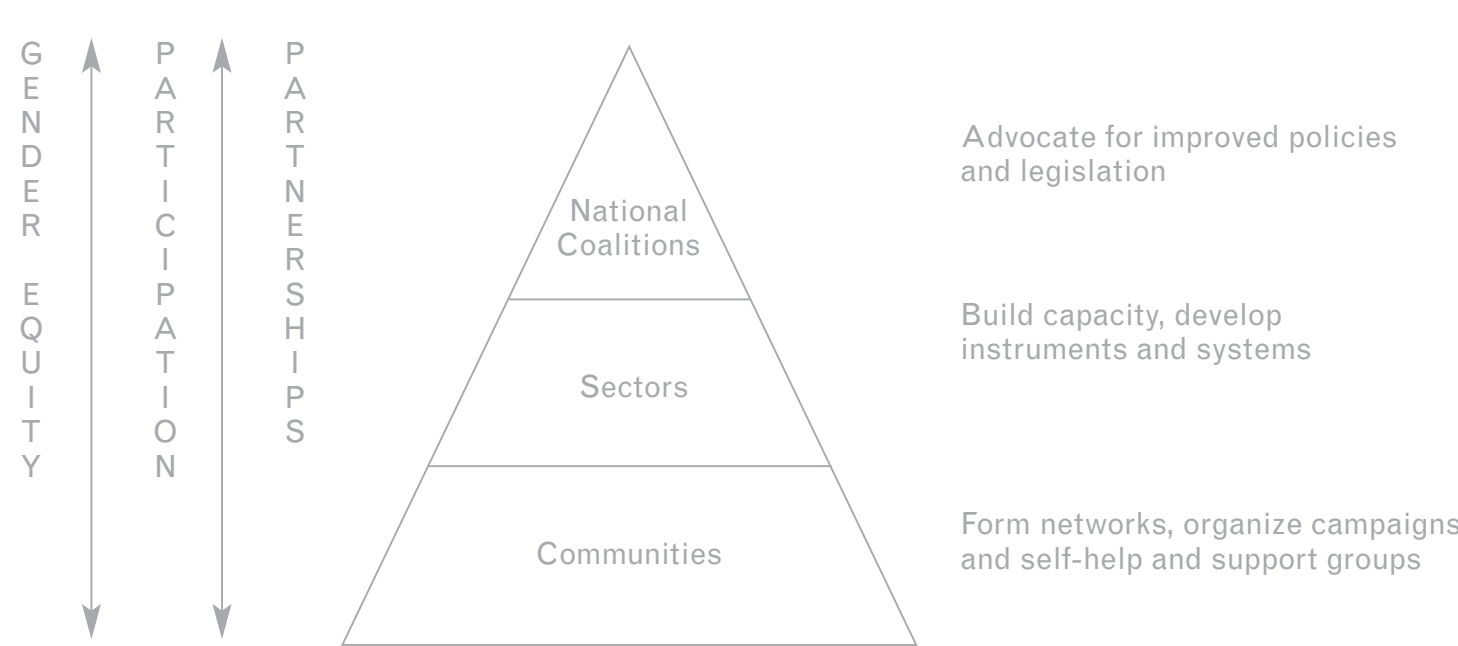 GENDER EQUITY
PARTICIPATION
PARTNERSHIPS
National
Coalitions
Sectors
Communities
Advocate for improved policies
and legislation
Build capacity, develop
instruments and systems
Form networks, organize campaigns
and self-help and support groups